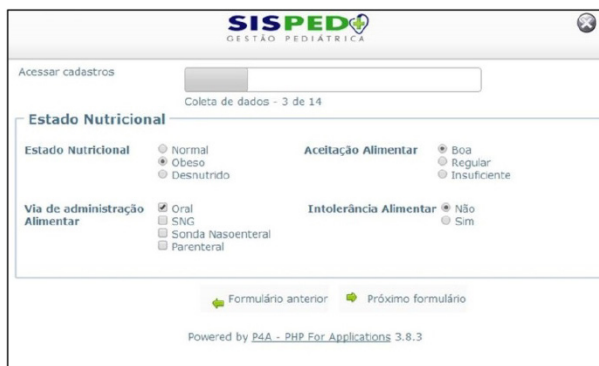 SISPED
GESTÃO PEDIÁTRICA
Acessar cadastros
Coleta de dados - 3 de 14
Estado Nutricional
Estado Nutricional
Normal
Obeso
Desnutrido
Aceitação Alimentar
Boa
Regular
Insuficiente
Via de administração
Alimentar
Oral
SNG
Sonda Nasoenteral
Parenteral
Intolerância Alimentar
Não
Sim
Formulário anterior
Próximo formulário
Powered by P4A - PHP For Applications 3.8.3